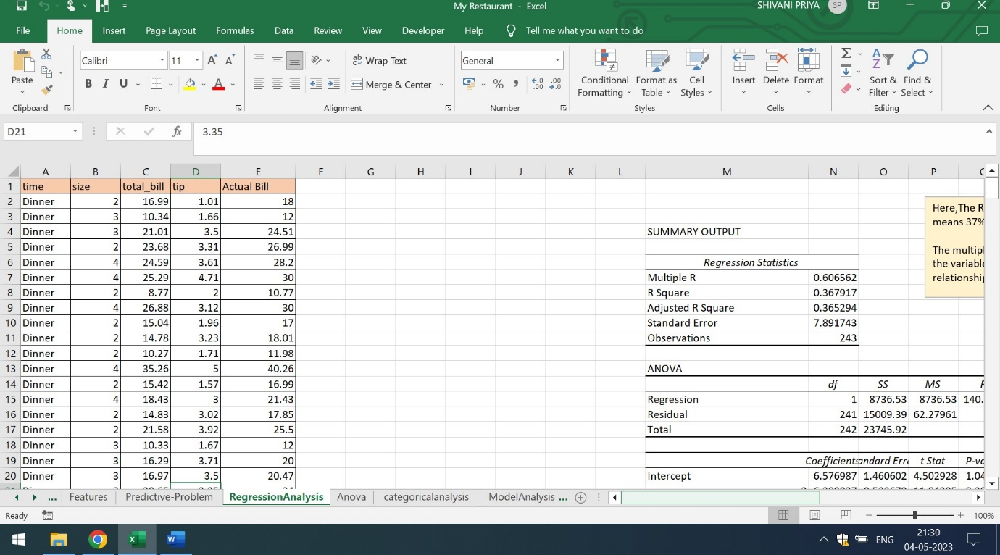 My Restaurant - Excel
SHIVANI PRIYA SP
File Home Insert Page Layout Formulas Data Review View Developer Help Tell me what you want to do
Calibri 11 A A
ab Wrap Text
General
Paste
B I U A
Merge & Center
% ,
Conditional Formatting
Format as Table
Cell Styles
Insert Delete Format
Sort & Filter
Find & Select
Clipboard Font Alignment Number Styles Cells Editing
D21 fx 3.35
A B C D E F G H I J K L M N O P
1 time size total_bill tip Actual Bill
2 Dinner 2 16.99 1.01 18
Here,The R
3 Dinner 3 10.34 1.66 12
means 37%
4 Dinner 3 21.01 3.5 24.51 SUMMARY OUTPUT
5 Dinner 2 23.68 3.31 26.99
The multipl
6 Dinner 4 24.59 3.61 28.2 Regression Statistics
the variable
7 Dinner 4 25.29 4.71 30 Multiple R 0.606562
relationship
8 Dinner 2 8.77 2 10.77 R Square 0.367917
9 Dinner 4 26.88 3.12 30 Adjusted R Square 0.365294
10 Dinner 2 15.04 1.96 17 Standard Error 7.891743
11 Dinner 2 14.78 3.23 18.01 Observations 243
12 Dinner 2 10.27 1.71 11.98
13 Dinner 4 35.26 5 40.26 ANOVA
14 Dinner 2 15.42 1.57 16.99 df SS MS
15 Dinner 4 18.43 3 21.43 Regression 1 8736.53 8736.53 140.
16 Dinner 2 14.83 3.02 17.85 Residual 241 15009.39 62.27961
17 Dinner 2 21.58 3.92 25.5 Total 242 23745.92
18 Dinner 3 10.33 1.67 12
19 Dinner 3 16.29 3.71 20 Coefficients andard Erro t Stat P-va
20 Dinner 3 16.97 3.5 20.47 Intercept 6.576987 1.460602 4.502928 1.04
... Features Predictive-Problem RegressionAnalysis Anova categoricalanalysis ModelAnalysis ...
Ready 100%
ENG
21:30
04-05-2023